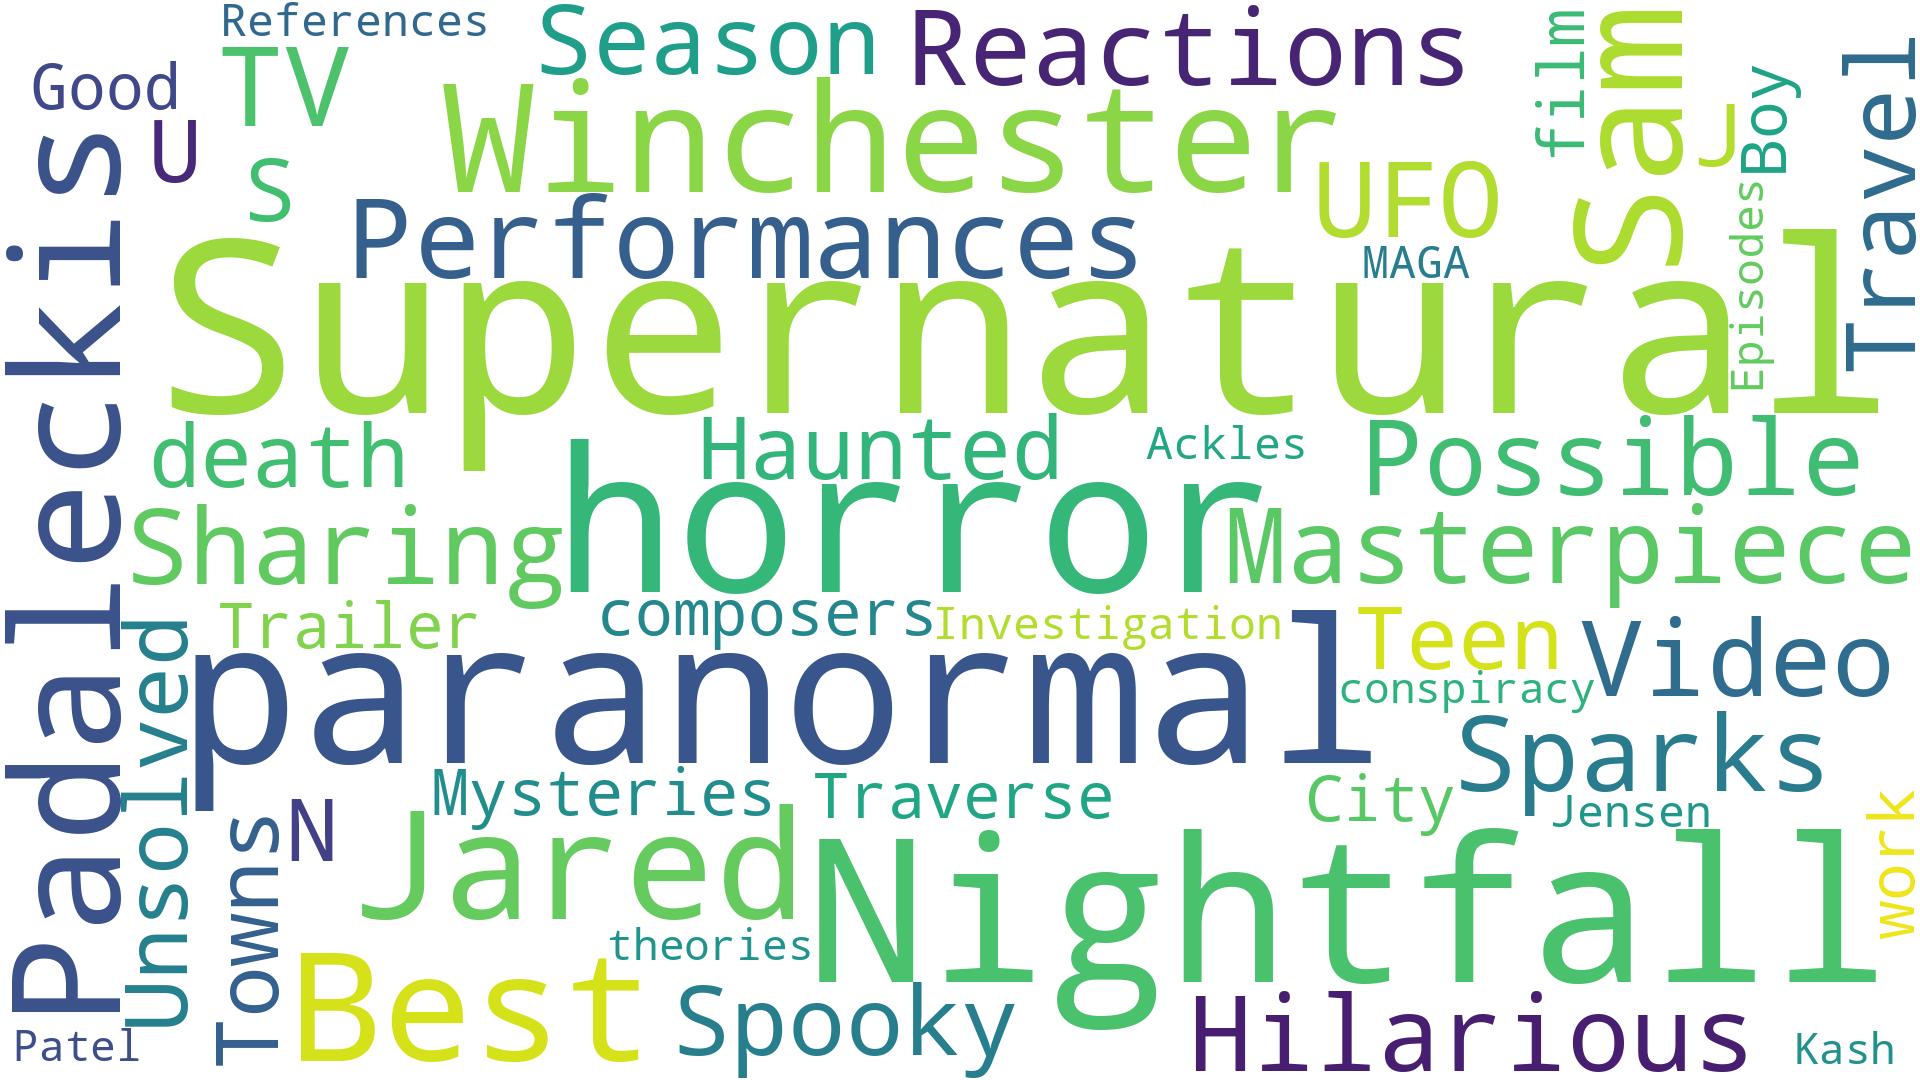 References
Season
Reactions
film
Sam
Good
TV
Winchester
J
Boy
Travel
U
S
UFO
Performances
MAGA
Episodes
Supernatural
Padaleckis
death
Haunted
Ackles
Possible
Sharing
horror
Masterpiece
Trailer
composers
Investigation
Teen
Video
Unsolved
paranormal
conspiracy
Sparks
Mysteries
Traverse
City
Jensen
work
Towns
N
Jared
Nightfall
theories
Best
Spooky
Hilarious
Patel
Kash